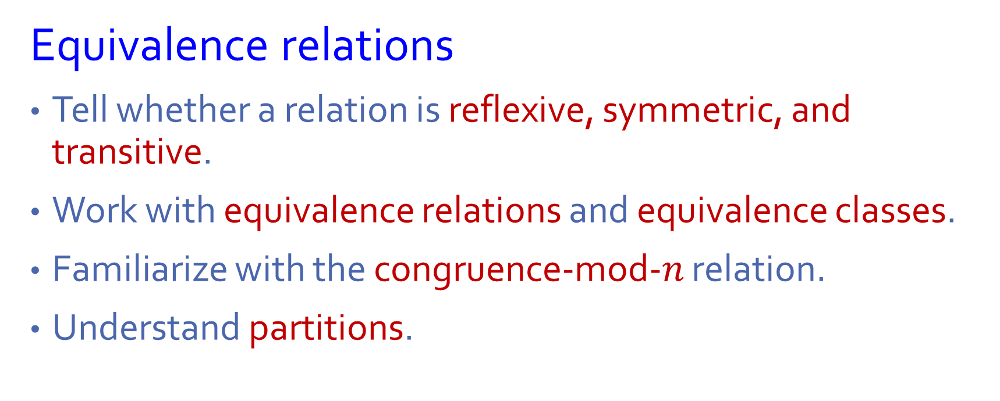 Equivalence relations
• Tell whether a relation is reflexive, symmetric, and
transitive.
• Work with equivalence relations and equivalence classes.
• Familiarize with the congruence-mod-𝑛 relation.
• Understand partitions.